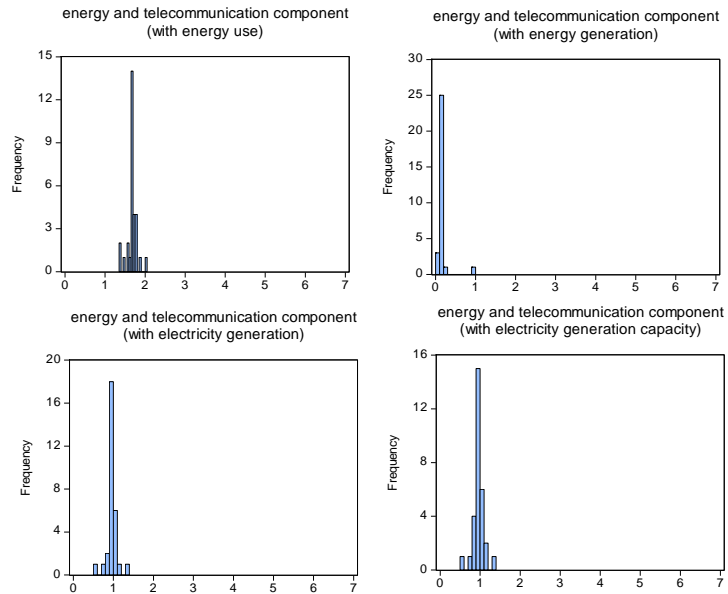 energy and telecommunication component
(with energy use)
15
12
9
6
3
0
Frequency
0 1 2 3 4 5 6 7
energy and telecommunication component
(with energy generation)
30
25
20
15
10
5
0
Frequency
0 1 2 3 4 5 6 7
energy and telecommunication component
(with electricity generation)
20
16
12
8
4
0
Frequency
0 1 2 3 4 5 6 7
energy and telecommunication component
(with electricity generation capacity)
16
12
8
4
0
Frequency
0 1 2 3 4 5 6 7